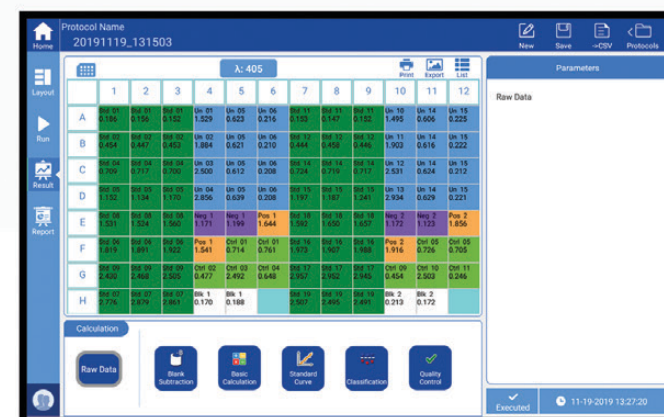 Protocol Name
20191119_131503
Home
New
Save
->CSV
Protocols
Layout
Run
Result
Report
λ: 405
Print
Export
List
Parameters
Raw Data
1 2 3 4 5 6 7 8 9 10 11 12
A
Std 01 Std 01 Std 01 Un 01 Un 05 Un 06 Std 11 Std 11 Std 11 Un 10 Un 14 Un 15
0.186 0.156 0.152 1.529 0.623 0.216 0.153 0.147 0.152 1.495 0.606 0.225
B
Std 02 Std 02 Std 02 Un 02 Un 05 Un 06 Std 12 Std 12 Std 12 Un 11 Un 14 Un 15
0.454 0.447 0.453 1.884 0.621 0.210 0.444 0.458 0.446 1.903 0.616 0.222
C
Std 04 Std 04 Std 04 Un 03 Un 05 Un 06 Std 14 Std 14 Std 14 Un 12 Un 14 Un 15
0.709 0.717 0.700 2.500 0.612 0.208 0.724 0.719 0.717 2.531 0.624 0.212
D
Std 05 Std 05 Std 05 Un 04 Un 05 Un 06 Std 15 Std 15 Std 15 Un 13 Un 14 Un 15
1.152 1.134 1.170 2.856 0.639 0.208 1.197 1.187 1.241 2.934 0.629 0.221
E
Neg 1 Neg 1 Pos 1 Neg 2 Neg 2 Pos 2
1.531 1.524 1.560 1.171 1.199 1.644 1.592 1.650 1.657 1.172 1.123 1.856
F
Pos 1 Ctrl 01 Ctrl 01 Std 16 Std 16 Std 16 Pos 2 Ctrl 05 Ctrl 05
1.819 1.891 1.922 1.541 0.714 0.761 1.973 1.907 1.988 1.916 0.726 0.705
G
Std 09 Std 09 Std 09 Ctrl 02 Ctrl 03 Ctrl 04 Std 17 Std 17 Std 17 Ctrl 09 Ctrl 10 Ctrl 11
2.420 2.468 2.505 0.477 2.492 0.648 2.957 2.952 2.945 0.454 2.503 0.246
H
Std 07 Std 07 Std 07 Blk 1 Blk 1 Std 19 Std 19 Std 19 Blk 2 Blk 2
2.776 2.879 2.861 0.170 0.188 2.507 2.495 2.491 0.213 0.172
Calculation
Raw Data
Blank
Subtraction
Basic
Calculation
Standard
Curve
Classification
Quality
Control
Executed
11-19-2019 13:27:20